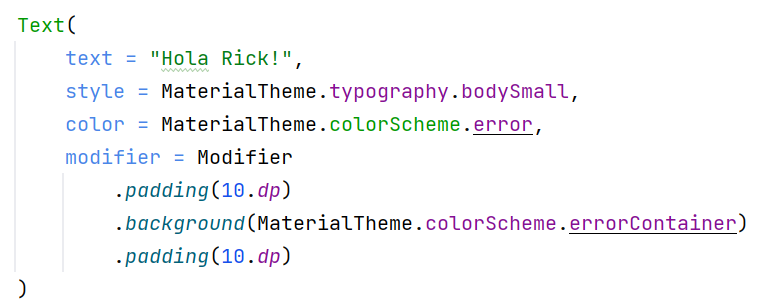 Text(
    text = "Hola Rick!",
    style = MaterialTheme.typography.bodySmall,
    color = MaterialTheme.colorScheme.error,
    modifier = Modifier
        .padding(10.dp)
        .background(MaterialTheme.colorScheme.errorContainer)
        .padding(10.dp)
)